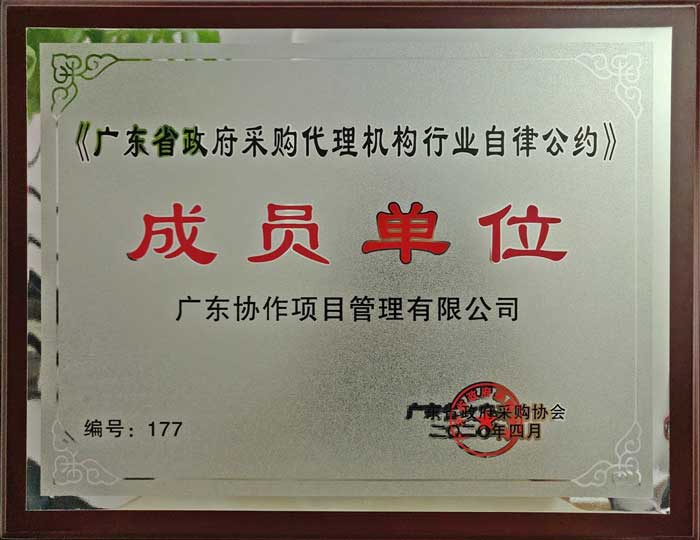 《广东省政府采购代理机构行业自律公约》
成员单位
广东协作项目管理有限公司
编号：177
广东省政府采购协会
二〇二〇年四月